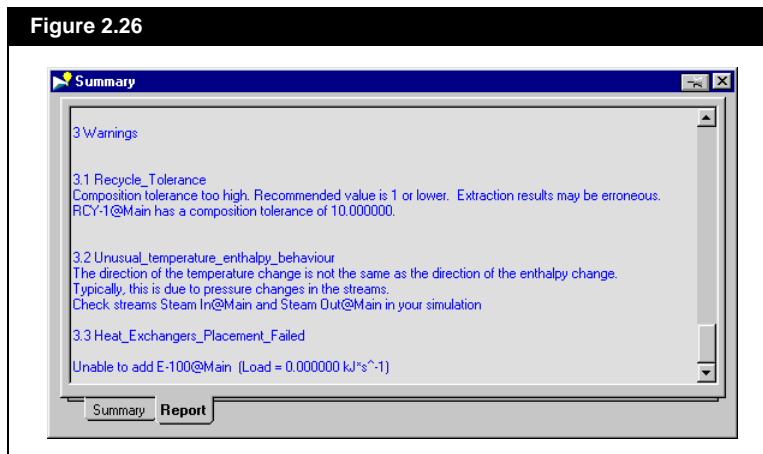 Figure 2.26
Summary
3 Warnings
3.1 Recycle_Tolerance
Composition tolerance too high. Recommended value is 1 or lower. Extraction results may be erroneous.
RCY-1@Main has a composition tolerance of 10.000000.
3.2 Unusual_temperature_enthalpy_behaviour
The direction of the temperature change is not the same as the direction of the enthalpy change.
Typically, this is due to pressure changes in the streams.
Check streams Steam In@Main and Steam Out@Main in your simulation
3.3 Heat_Exchangers_Placement_Failed
Unable to add E-100@Main (Load = 0.000000 kJ*s^-1)
Summary Report